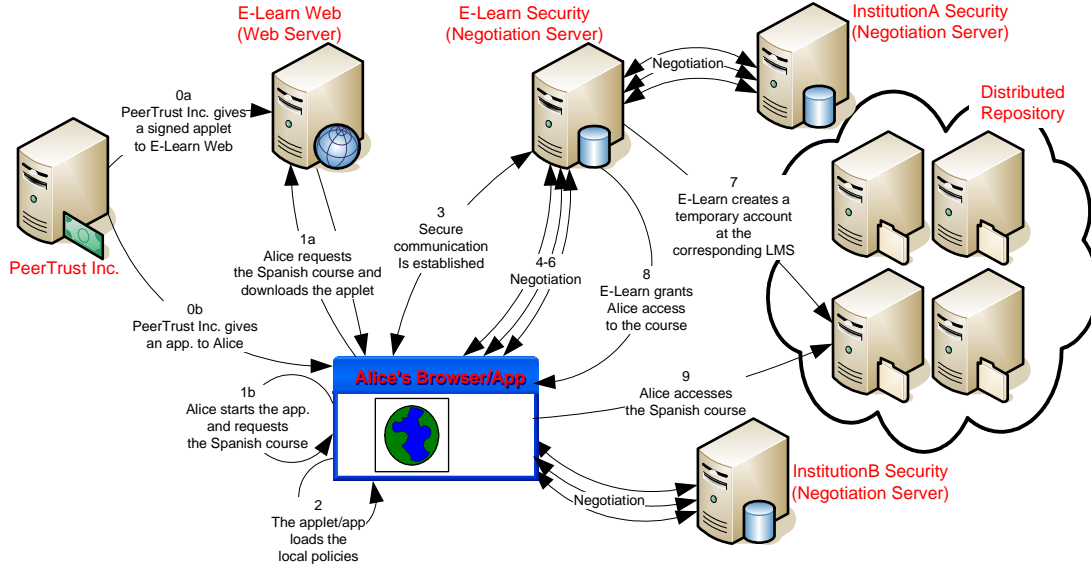 E-Learn Web
(Web Server)
E-Learn Security
(Negotiation Server)
InstitutionA Security
(Negotiation Server)
Negotiation
Distributed
Repository
0a
PeerTrust Inc. gives
a signed applet
to E-Learn Web
PeerTrust Inc.
7
E-Learn creates a
temporary account
at the
corresponding LMS
3
Secure
communication
Is established
1a
Alice requests
the Spanish course and
downloads the applet
4-6
Negotiation
8
E-Learn grants
Alice access
to the course
0b
PeerTrust Inc. gives
an app. to Alice
Alice's Browser/App
9
Alice accesses
the Spanish course
1b
Alice starts the app.
and requests
the Spanish course
InstitutionB Security
(Negotiation Server)
Negotiation
2
The applet/app
loads the
local policies